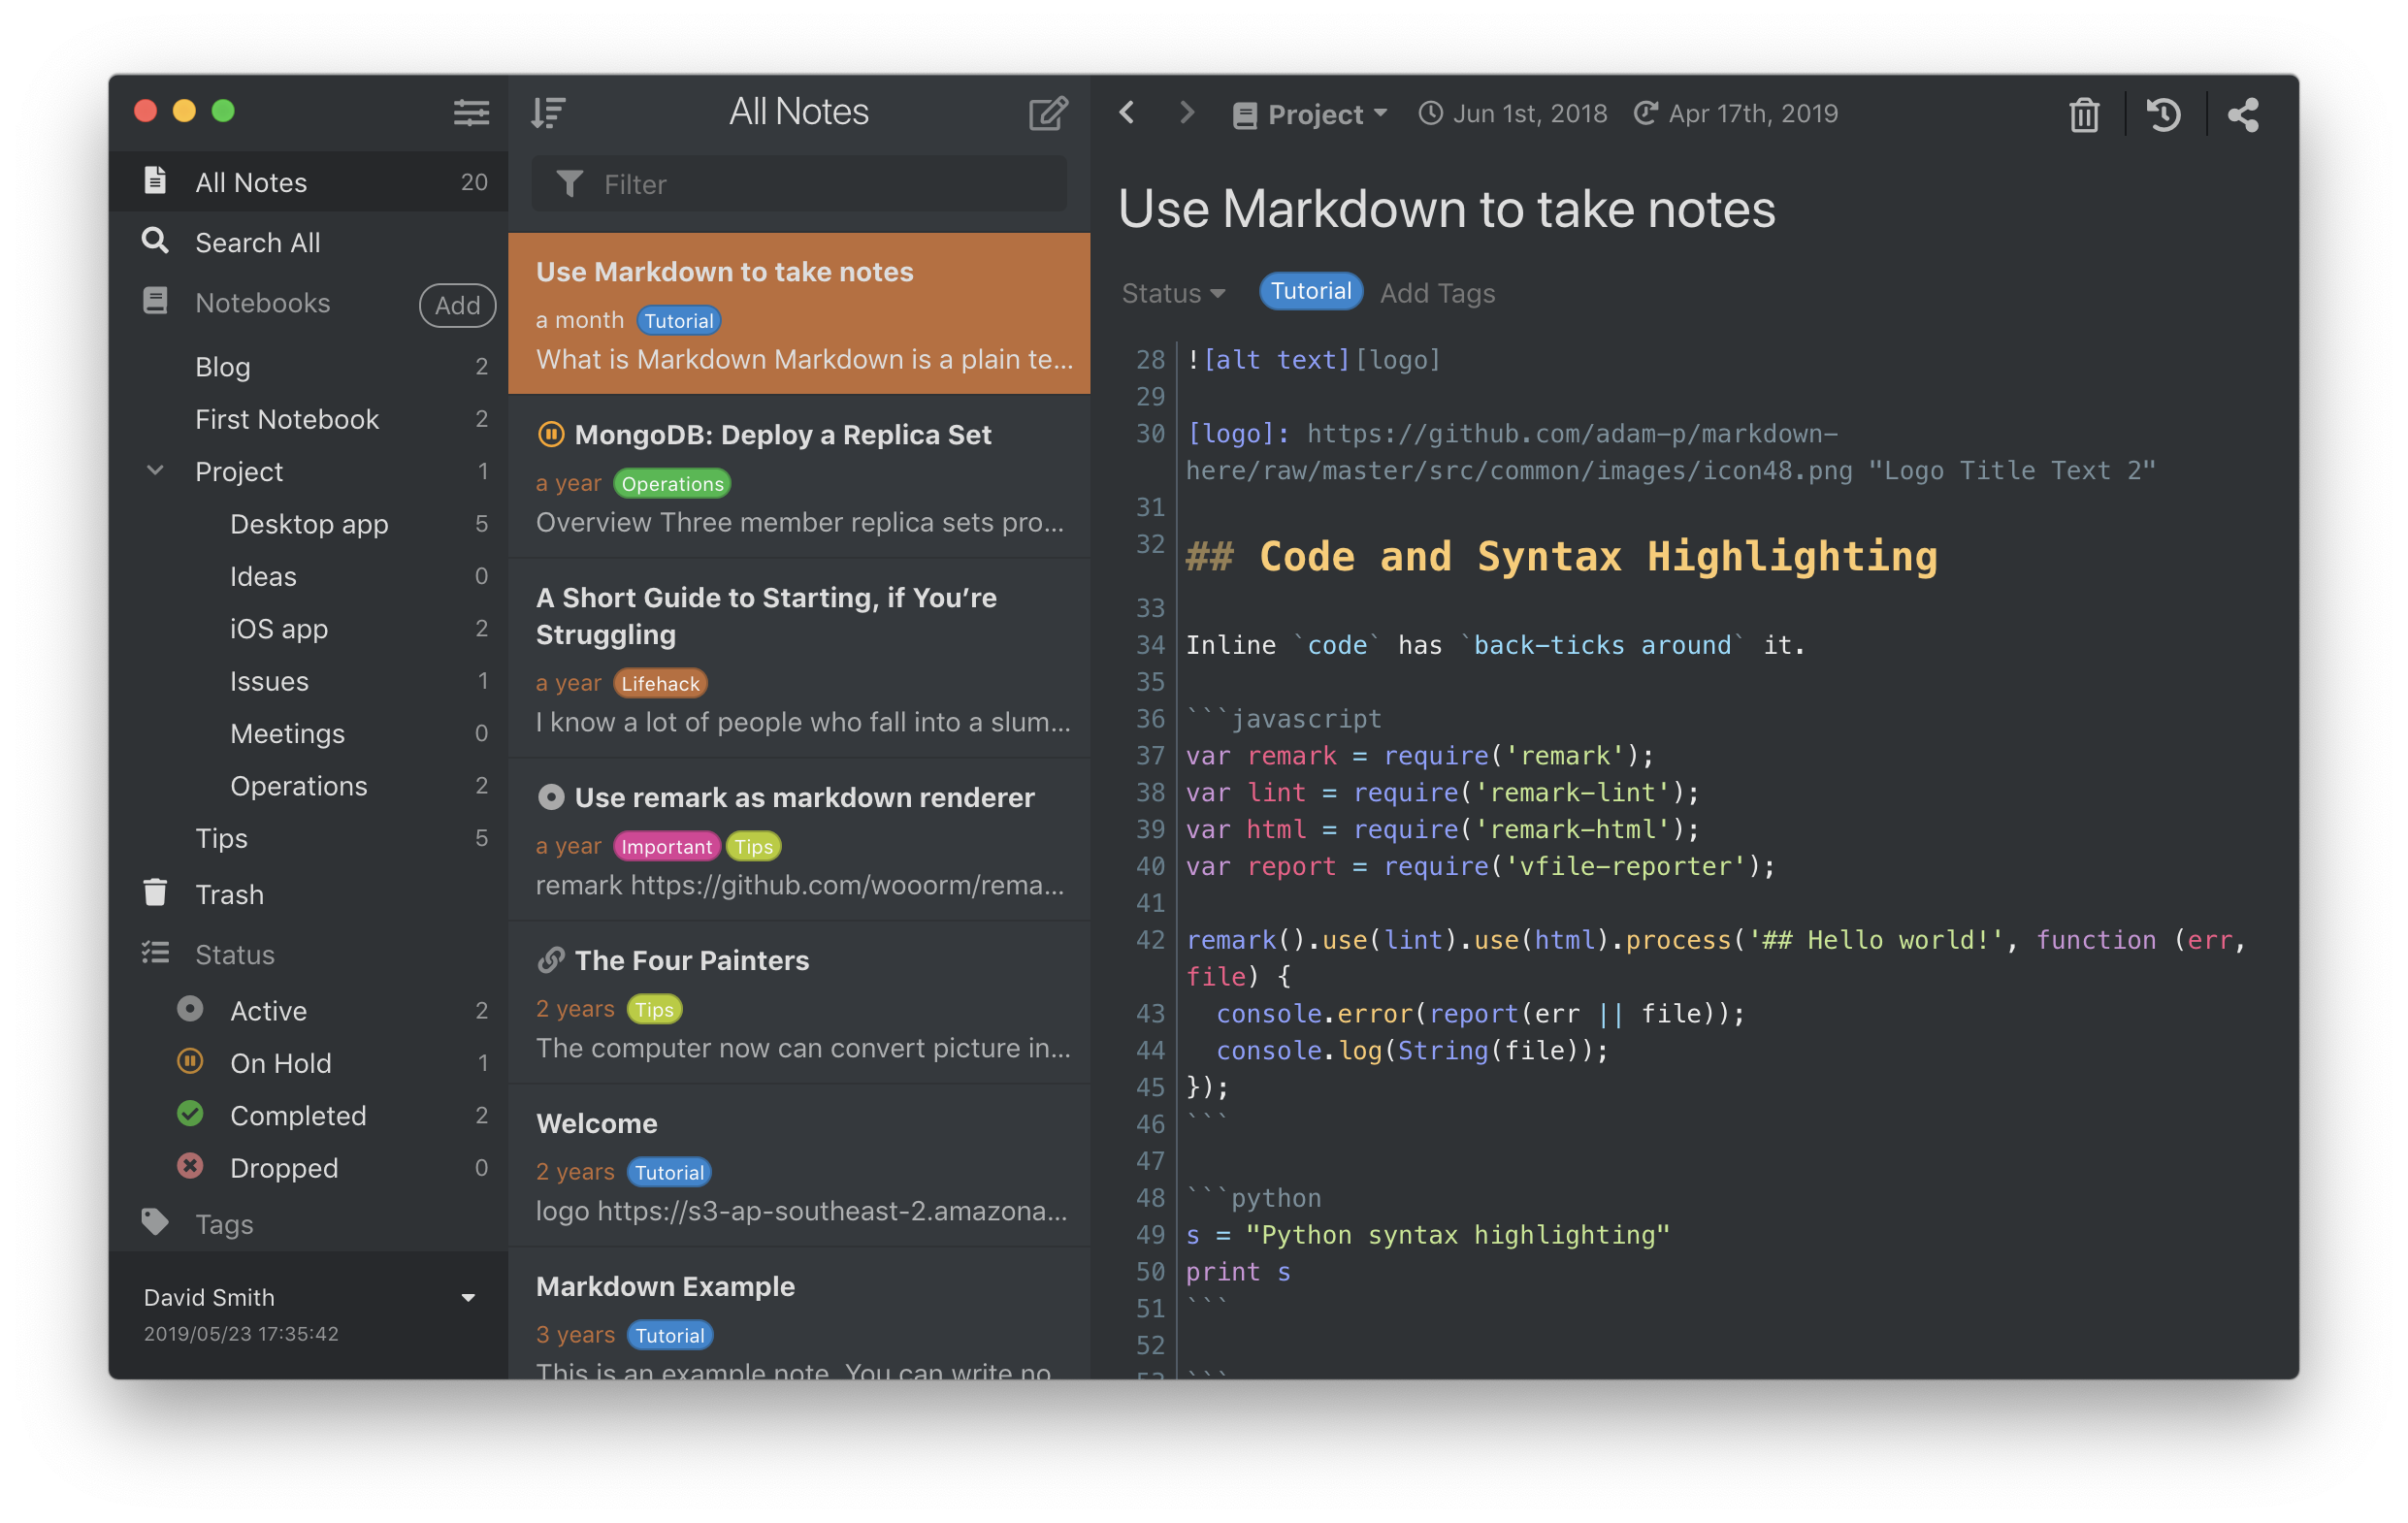 All Notes 20
Search All
Notebooks Add
Blog 2
First Notebook 2
Project 1
Desktop app 5
Ideas 0
iOS app 2
Issues 1
Meetings 0
Operations 2
Tips 5
Trash
Status
Active 2
On Hold 1
Completed 2
Dropped 0
Tags
David Smith
2019/05/23 17:35:42
All Notes
Filter
Use Markdown to take notes
a month Tutorial
What is Markdown Markdown is a plain te...
MongoDB: Deploy a Replica Set
a year Operations
Overview Three member replica sets pro...
A Short Guide to Starting, if You’re
Struggling
a year Lifehack
I know a lot of people who fall into a slum...
Use remark as markdown renderer
a year Important Tips
remark https://github.com/wooorm/rema...
The Four Painters
2 years Tips
The computer now can convert picture in...
Welcome
2 years Tutorial
logo https://s3-ap-southeast-2.amazona...
Markdown Example
3 years Tutorial
This is an example note. You can write no
Project Jun 1st, 2018 Apr 17th, 2019
Use Markdown to take notes
Status Tutorial Add Tags
28 ![alt text][logo]
29
30 [logo]: https://github.com/adam-p/markdown-
here/raw/master/src/common/images/icon48.png "Logo Title Text 2"
31
32 ## Code and Syntax Highlighting
33
34 Inline `code` has `back-ticks around` it.
35
36 ```javascript
37 var remark = require('remark');
38 var lint = require('remark-lint');
39 var html = require('remark-html');
40 var report = require('vfile-reporter');
41
42 remark().use(lint).use(html).process('## Hello world!', function (err,
file) {
43   console.error(report(err || file));
44   console.log(String(file));
45 });
46 ```
47
48 ```python
49 s = "Python syntax highlighting"
50 print s
51 ```
52
53 ```